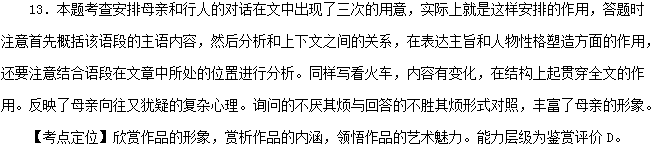 13．本题考查安排母亲和行人的对话在文中出现了三次的用意，实际上就是这样安排的作用，答题时
注意首先概括该语段的主语内容，然后分析和上下文之间的关系，在表达主旨和人物性格塑造方面的作用，
还要注意结合语段在文章中所处的位置进行分析。同样写看火车，内容有变化，在结构上起贯穿全文的作
用。反映了母亲向往又犹疑的复杂心理。询问的不厌其烦与回答的不胜其烦形式对照，丰富了母亲的形象。
【考点定位】欣赏作品的形象，赏析作品的内涵，领悟作品的艺术魅力。能力层级为鉴赏评价 D。